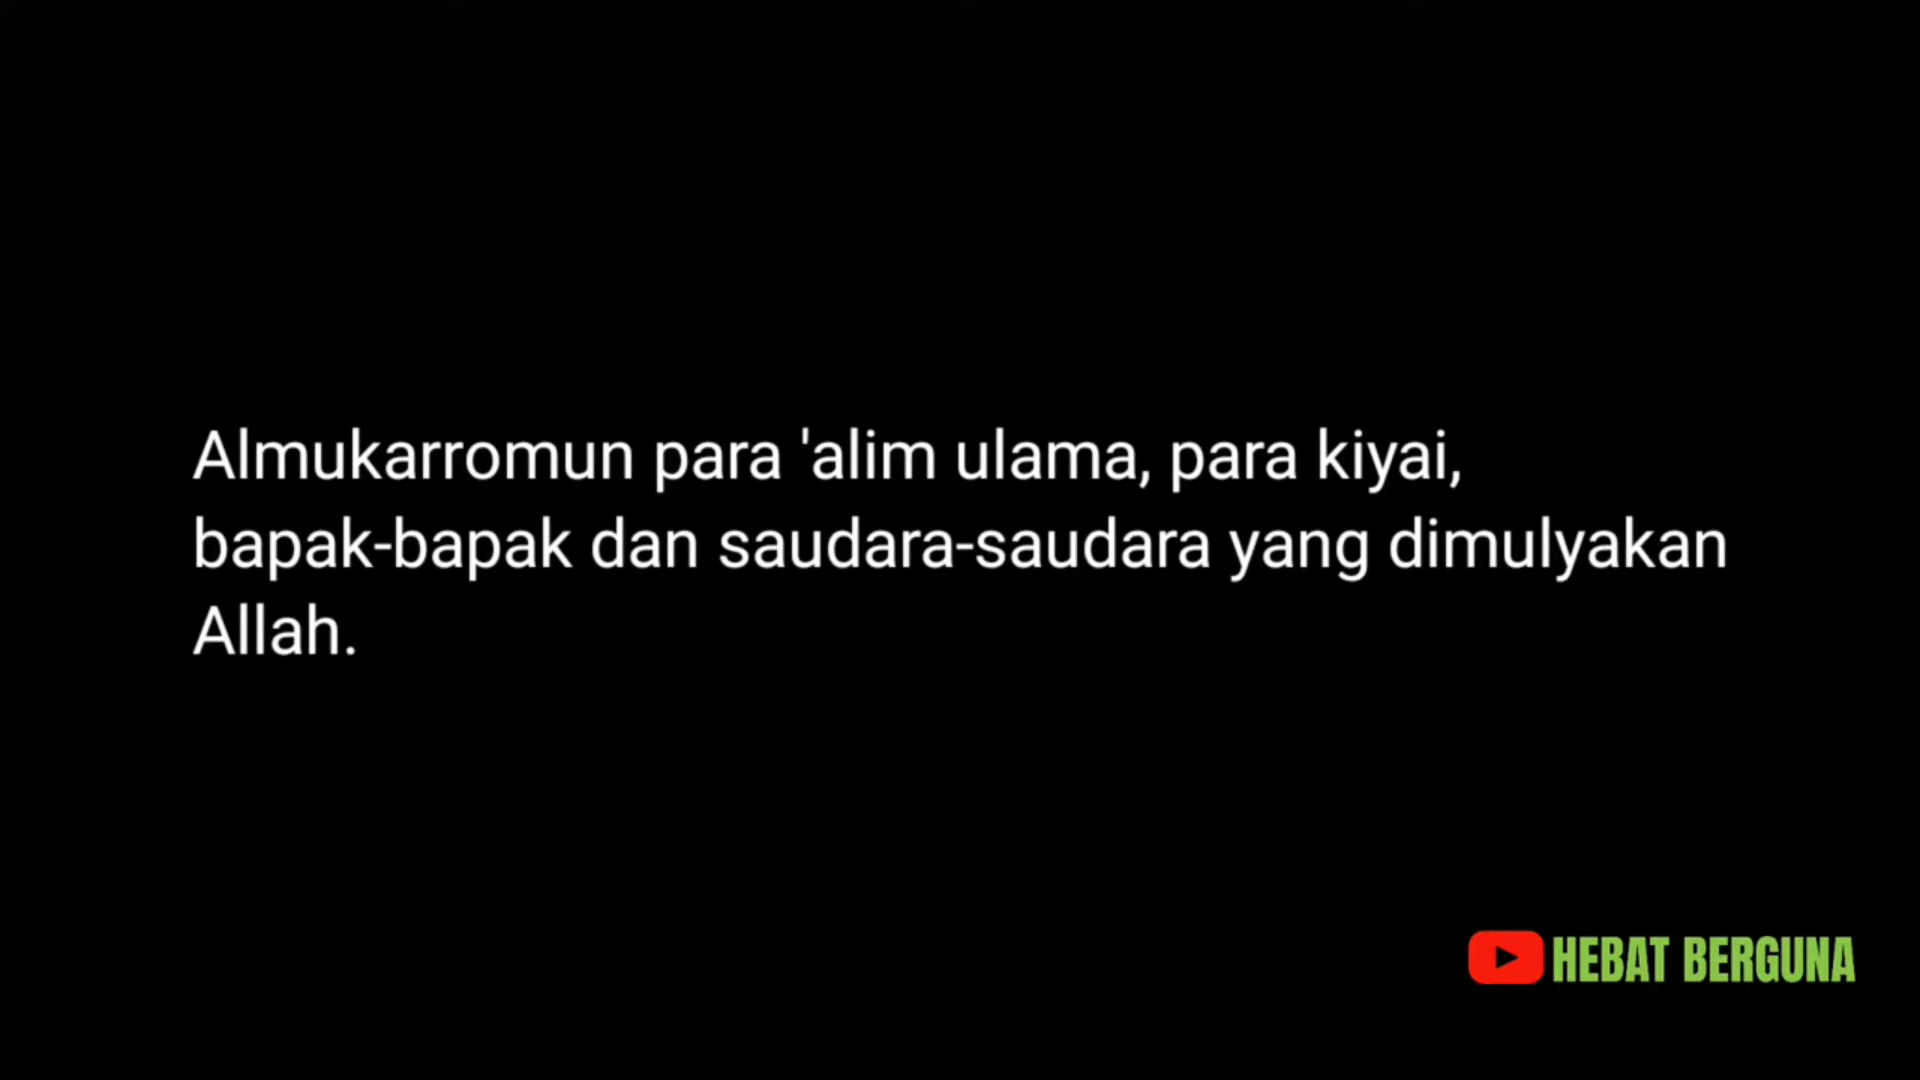 Almukarromun para 'alim ulama, para kiyai,
bapak-bapak dan saudara-saudara yang dimulyakan
Allah.
HEBAT BERGUNA